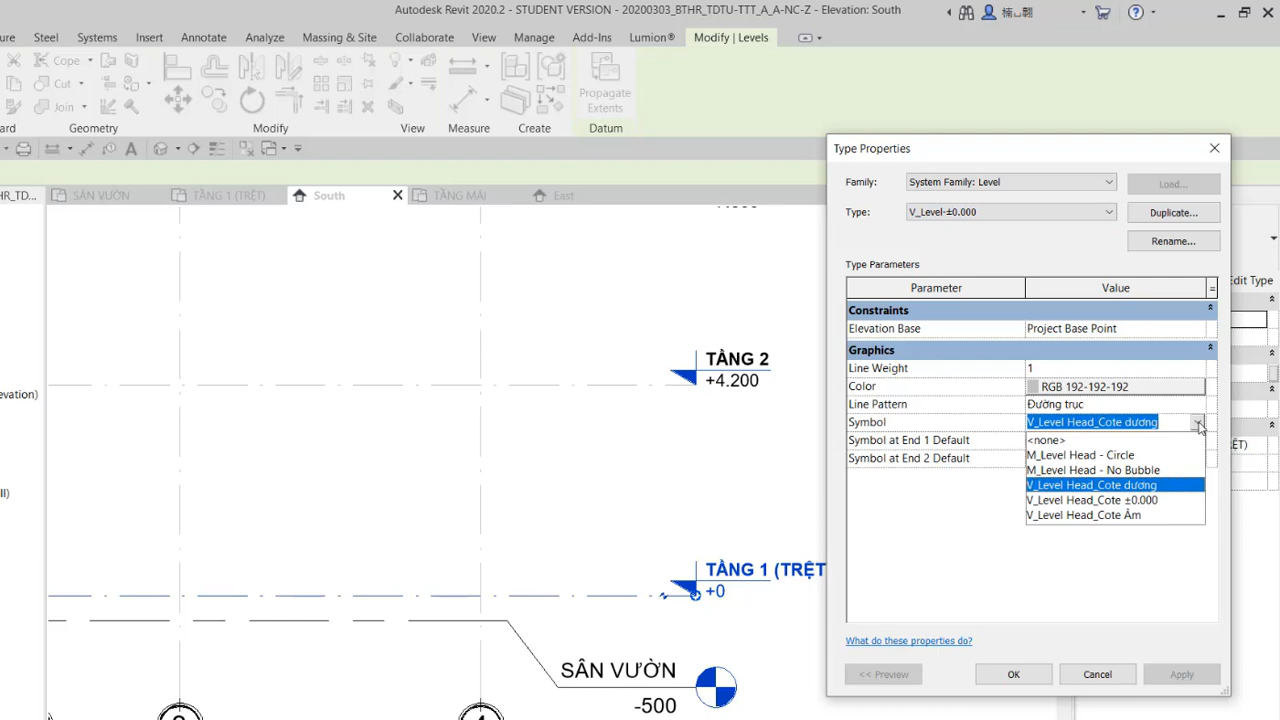 Autodesk Revit 2020.2 - STUDENT VERSION - 20200303_BTHR_TDTU-TTT_A_A-NC-Z - Elevation: South
ure Steel Systems Insert Annotate Analyze Massing & Site Collaborate View Manage Add-Ins Lumion® Modify | Levels
Cope
Cut
Join
Propagate
Extents
ard Geometry Modify View Measure Create Datum
HR_TD... SÂN VƯỜN TẦNG 1 (TRỆT) South TẦNG MÁI East
Type Properties
Family: System Family: Level Load...
Type: V_Level-±0.000 Duplicate...
Rename...
Type Parameters
Parameter Value =
Constraints
Elevation Base Project Base Point
Graphics
Line Weight 1
Color RGB 192-192-192
Line Pattern Đường trục
Symbol V_Level Head_Cote dương
Symbol at End 1 Default
Symbol at End 2 Default
<none>
M_Level Head - Circle
M_Level Head - No Bubble
V_Level Head_Cote dương
V_Level Head_Cote ±0.000
V_Level Head_Cote Âm
What do these properties do?
<< Preview OK Cancel Apply
Edit Type
RỆT)
evation)
ll)
TẦNG 2
+4.200
TẦNG 1 (TRỆT
+0
SÂN VƯỜN
-500